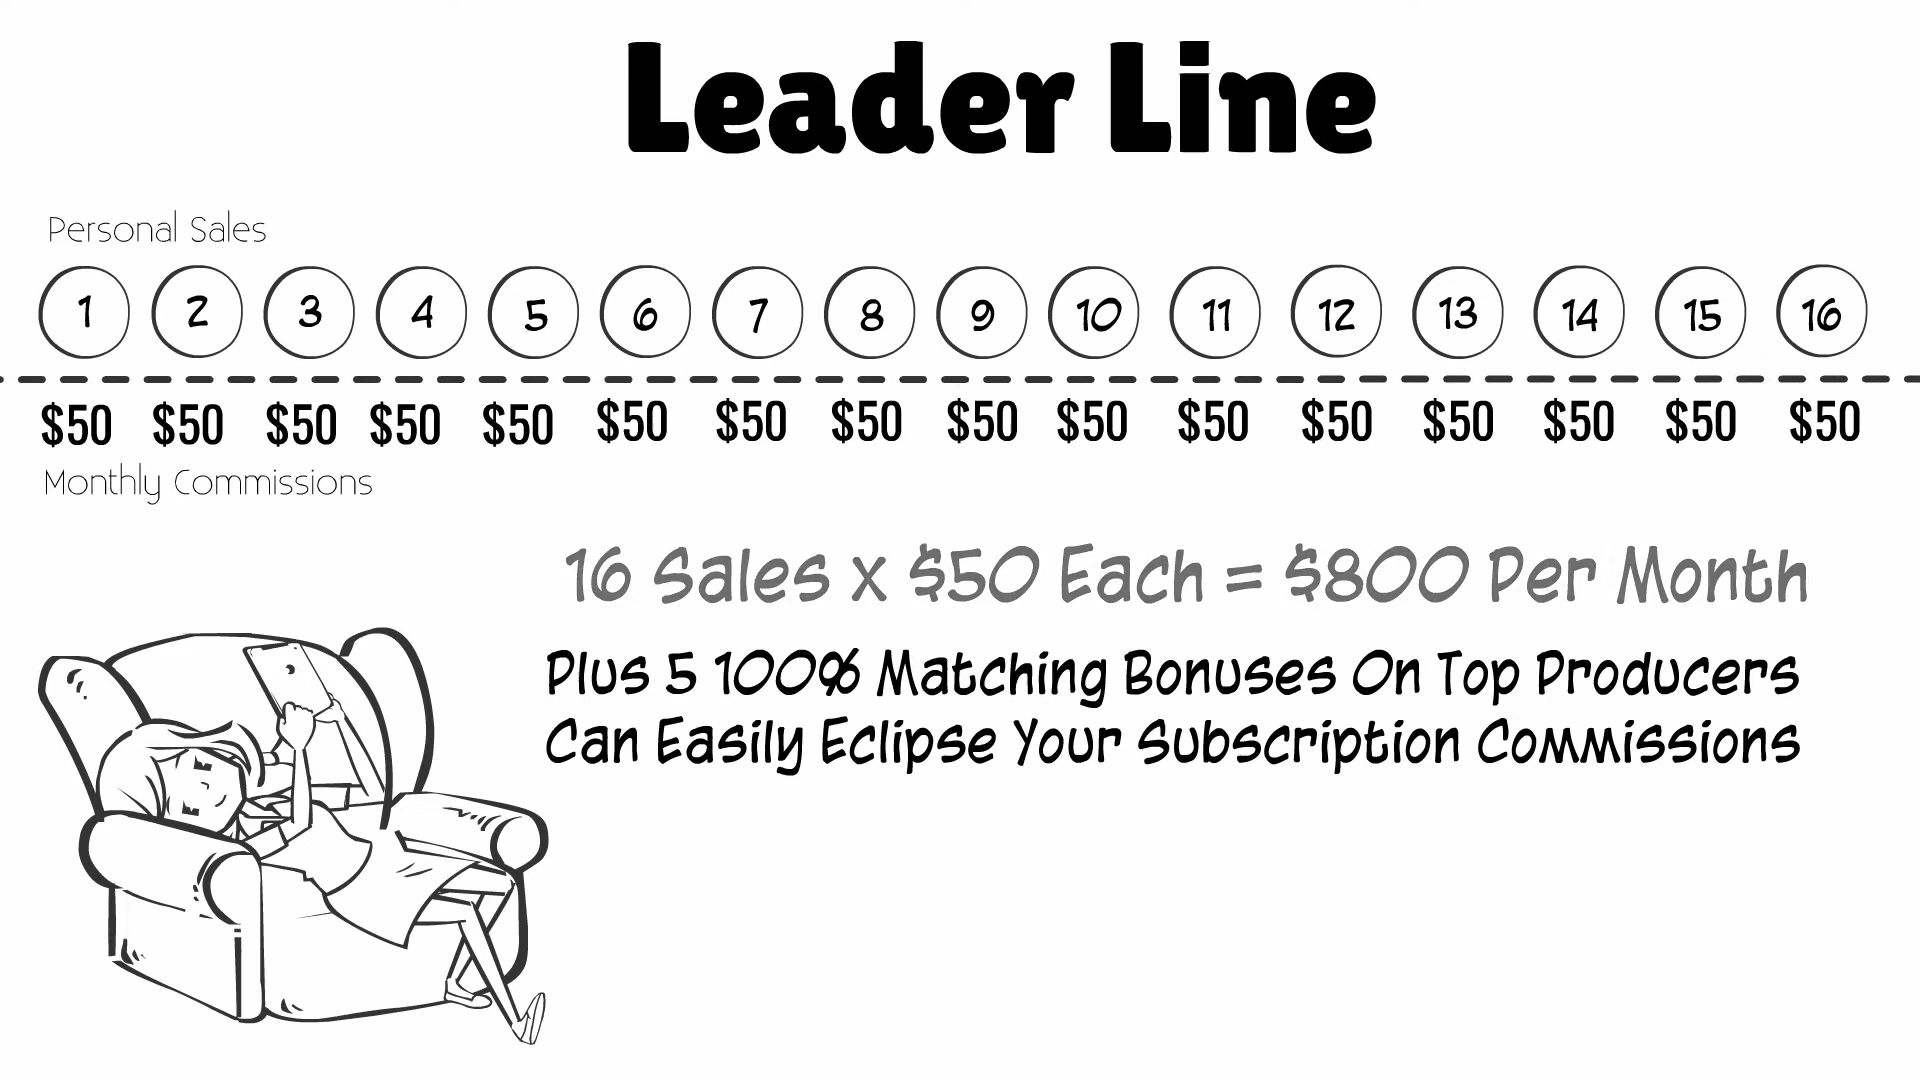 Leader Line
Personal Sales
1 2 3 4 5 6 7 8 9 10 11 12 13 14 15 16
$50 $50 $50 $50 $50 $50 $50 $50 $50 $50 $50 $50 $50 $50 $50 $50
Monthly Commissions
16 Sales x $50 Each = $800 Per Month
Plus 5 100% Matching Bonuses On Top Producers
Can Easily Eclipse Your Subscription Commissions